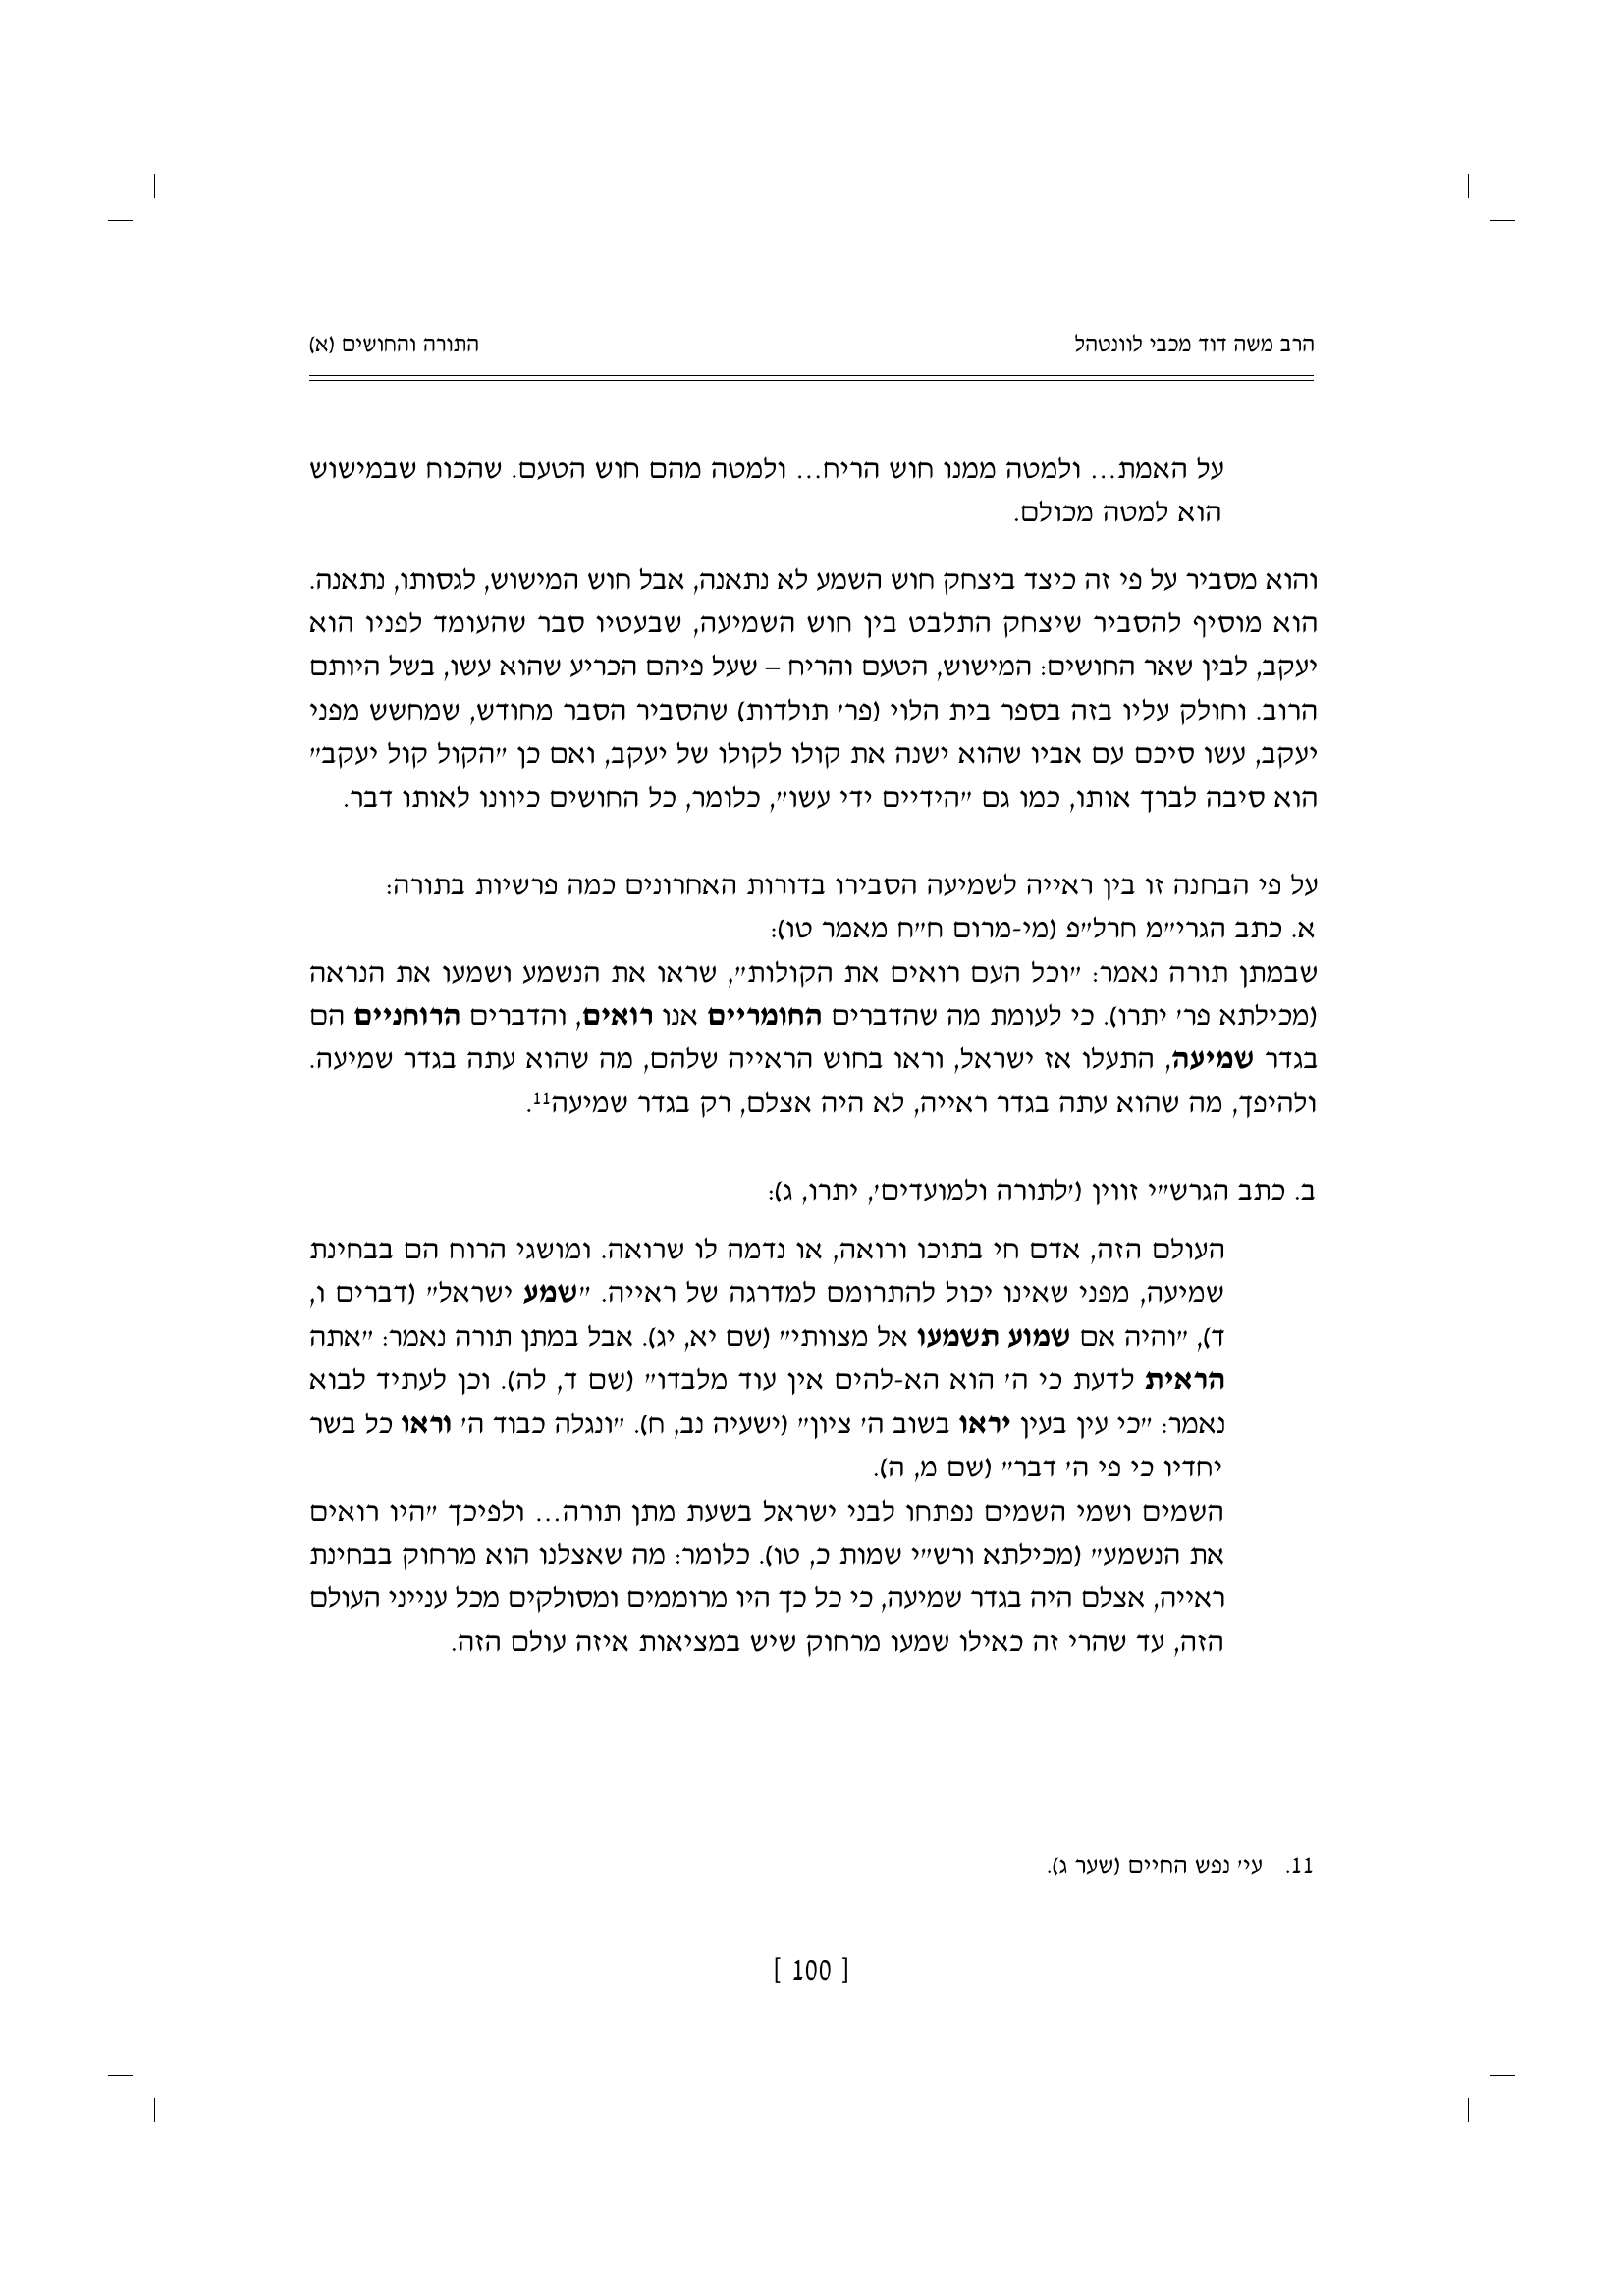 הרב משה דוד מכבי לוונטהל
התורה והחושים (א)
על האמת... ולמטה ממנו חוש הריח... ולמטה מהם חוש הטעם. שהכוח שבמישוש
הוא למטה מכולם.
והוא מסביר על פי זה כיצד ביצחק חוש השמע לא נתאנה, אבל חוש המישוש, לגסותו, נתאנה.
הוא מוסיף להסביר שיצחק התלבט בין חוש השמיעה, שבעטיו סבר שהעומד לפניו הוא
יעקב, לבין שאר החושים: המישוש, הטעם והריח – שעל פיהם הכריע שהוא עשו, בשל היותם
הרוב. וחולק עליו בזה בספר בית הלוי (פר׳ תולדות) שהסביר הסבר מחודש, שמחשש מפני
יעקב, עשו סיכם עם אביו שהוא ישנה את קולו לקולו של יעקב, ואם כן ״הקול קול יעקב״
הוא סיבה לברך אותו, כמו גם ״הידיים ידי עשו״, כלומר, כל החושים כיוונו לאותו דבר.
על פי הבחנה זו בין ראייה לשמיעה הסבירו בדורות האחרונים כמה פרשיות בתורה:
א. כתב הגרי״מ חרל״פ (מי-מרום ח״ח מאמר טו):
שבמתן תורה נאמר: ״וכל העם רואים את הקולות״, שראו את הנשמע ושמעו את הנראה
(מכילתא פר׳ יתרו). כי לעומת מה שהדברים החומריים אנו רואים, והדברים הרוחניים הם
בגדר שמיעה, התעלו אז ישראל, וראו בחוש הראייה שלהם, מה שהוא עתה בגדר שמיעה.
ולהיפך, מה שהוא עתה בגדר ראייה, לא היה אצלם, רק בגדר שמיעה11.
ב. כתב הגרש״י זווין (׳לתורה ולמועדים׳, יתרו, ג):
העולם הזה, אדם חי בתוכו ורואה, או נדמה לו שרואה. ומושגי הרוח הם בבחינת
שמיעה, מפני שאינו יכול להתרומם למדרגה של ראייה. ״שמע ישראל״ (דברים ו,
ד), ״והיה אם שמוע תשמעו אל מצוותי״ (שם יא, יג). אבל במתן תורה נאמר: ״אתה
הראית לדעת כי ה׳ הוא הא-להים אין עוד מלבדו״ (שם ד, לה). וכן לעתיד לבוא
נאמר: ״כי עין בעין יראו בשוב ה׳ ציון״ (ישעיה נב, ח). ״ונגלה כבוד ה׳ וראו כל בשר
יחדיו כי פי ה׳ דבר״ (שם מ, ה).
השמים ושמי השמים נפתחו לבני ישראל בשעת מתן תורה... ולפיכך ״היו רואים
את הנשמע״ (מכילתא ורש״י שמות כ, טו). כלומר: מה שאצלנו הוא מרחוק בבחינת
ראייה, אצלם היה בגדר שמיעה, כי כל כך היו מרוממים ומסולקים מכל ענייני העולם
הזה, עד שהרי זה כאילו שמעו מרחוק שיש במציאות איזה עולם הזה.
11. עי׳ נפש החיים (שער ג).
[ 100 ]